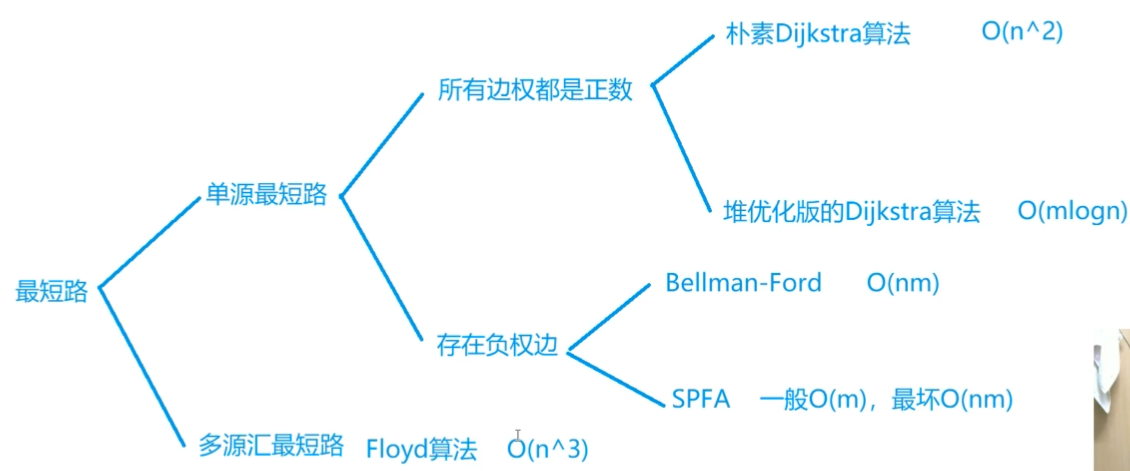 朴素Dijkstra算法 O(n^2)
所有边权都是正数
单源最短路
堆优化版的Dijkstra算法 O(mlogn)
最短路
Bellman-Ford O(nm)
存在负权边
SPFA 一般O(m)，最坏O(nm)
多源汇最短路 Floyd算法 O(n^3)